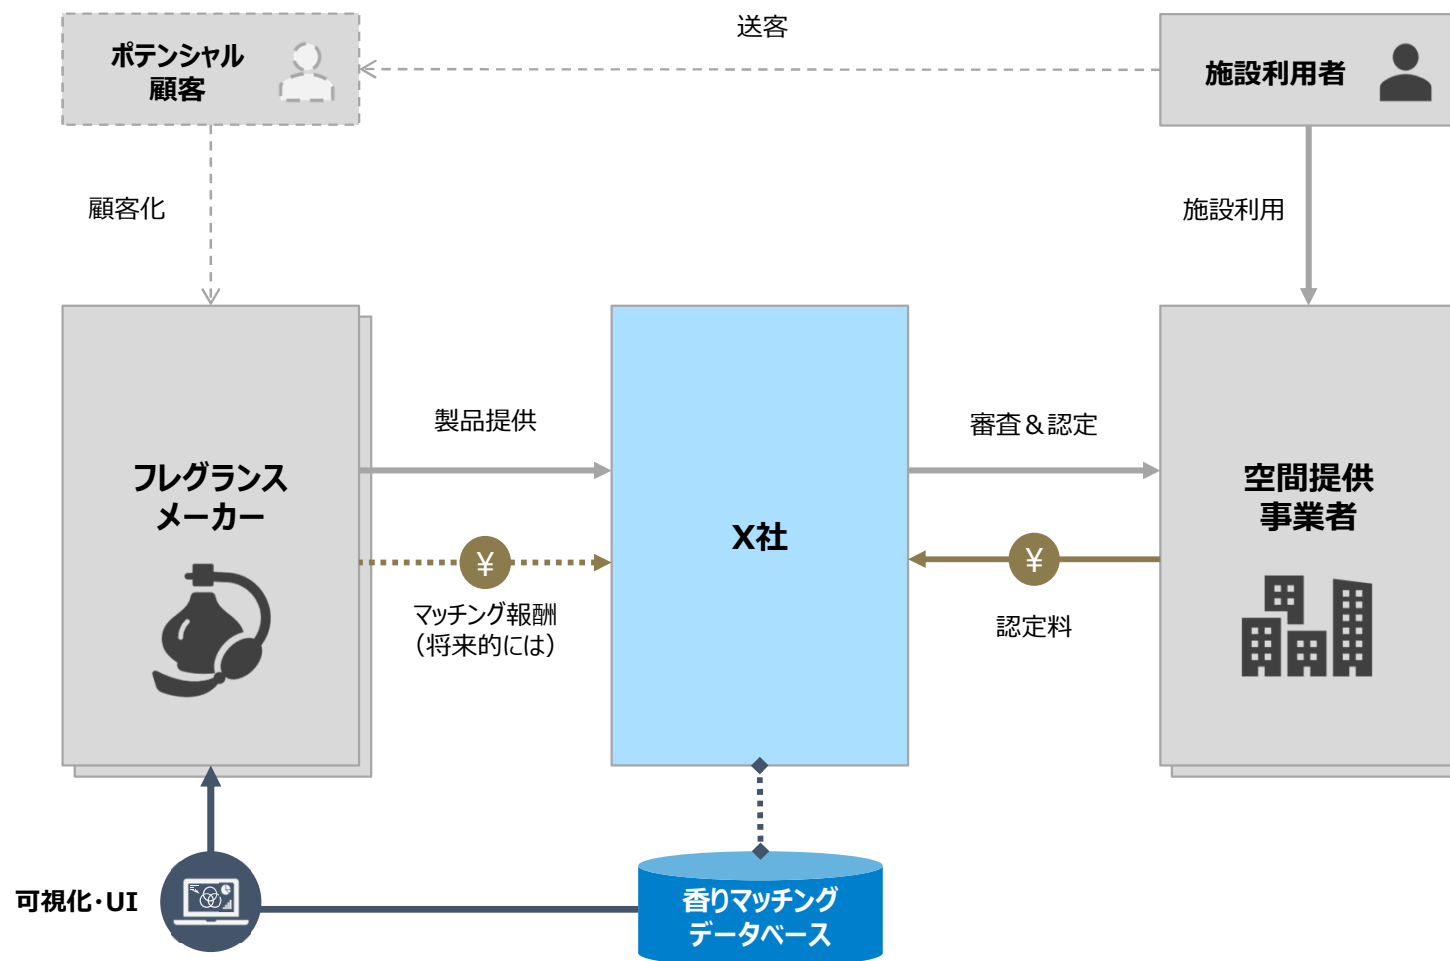 送客
ポテンシャル
顧客
施設利用者
顧客化
施設利用
製品提供
審査＆認定
フレグランス
メーカー
X社
空間提供
事業者
¥
¥
マッチング報酬
（将来的には）
認定料
可視化・UI
香りマッチング
データベース